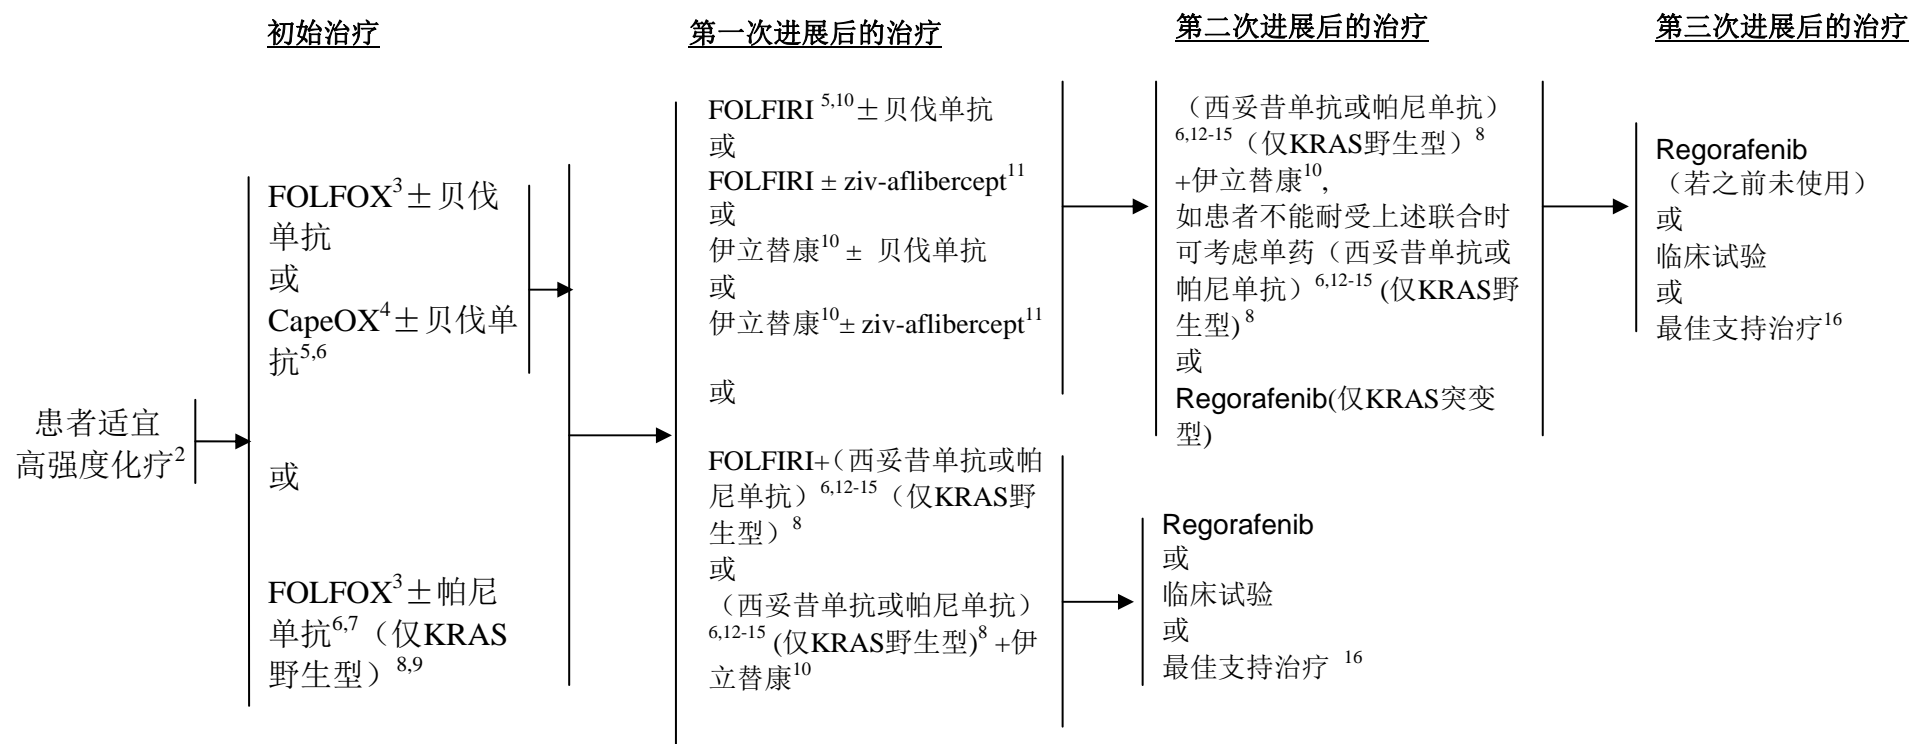 初始治疗
第一次进展后的治疗
第二次进展后的治疗
第三次进展后的治疗
患者适宜
高强度化疗2
FOLFOX3±贝伐
单抗
或
CapeOX4±贝伐单
抗5,6
或
FOLFOX3±帕尼
单抗6,7（仅KRAS
野生型）8,9
FOLFIRI 5,10±贝伐单抗
或
FOLFIRI ± ziv-aflibercept11
或
伊立替康10 ± 贝伐单抗
或
伊立替康10± ziv-aflibercept11
或
FOLFIRI+（西妥昔单抗或帕
尼单抗）6,12-15（仅KRAS野
生型）8
或
（西妥昔单抗或帕尼单抗）
6,12-15 (仅KRAS野生型)8 +伊
立替康10
（西妥昔单抗或帕尼单抗）
6,12-15（仅KRAS野生型）8
+伊立替康10,
如患者不能耐受上述联合时
可考虑单药（西妥昔单抗或
帕尼单抗）6,12-15 (仅KRAS野
生型)8
或
Regorafenib(仅KRAS突变
型)
Regorafenib
或
临床试验
或
最佳支持治疗 16
Regorafenib
（若之前未使用）
或
临床试验
或
最佳支持治疗16